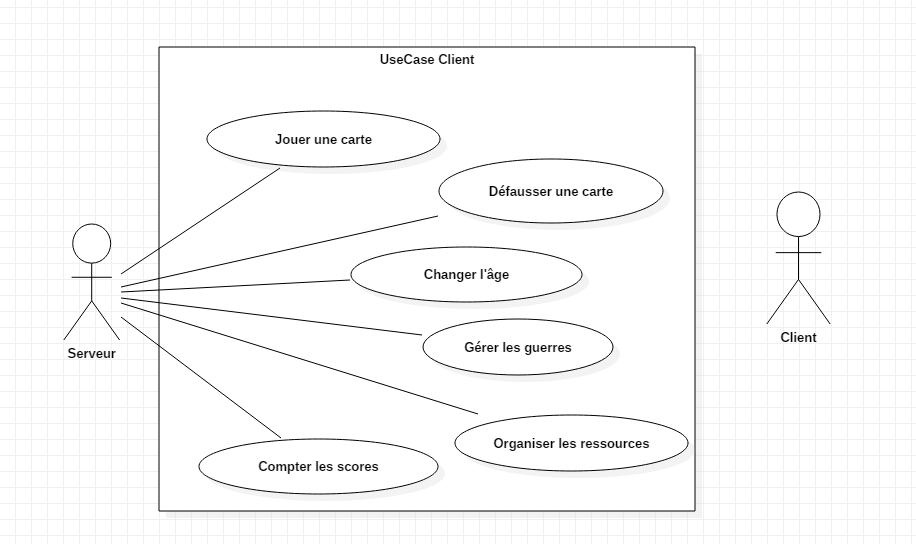 UseCase Client
Jouer une carte
Défausser une carte
Changer l'âge
Gérer les guerres
Serveur
Client
Organiser les ressources
Compter les scores